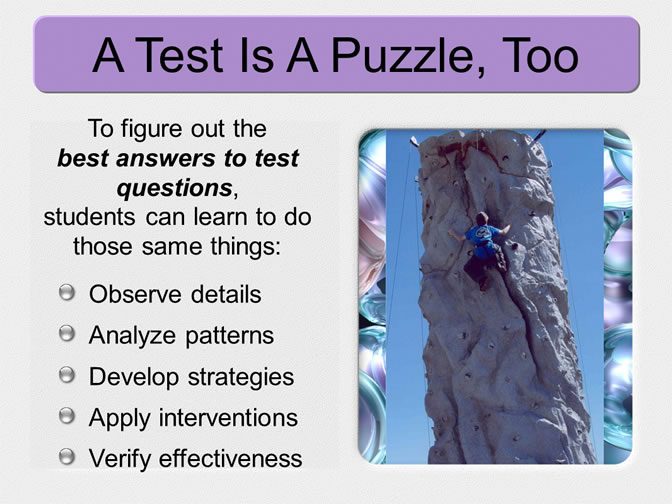 A Test Is A Puzzle, Too
To figure out the
best answers to test
questions,
students can learn to do
those same things:
Observe details
Analyze patterns
Develop strategies
Apply interventions
Verify effectiveness